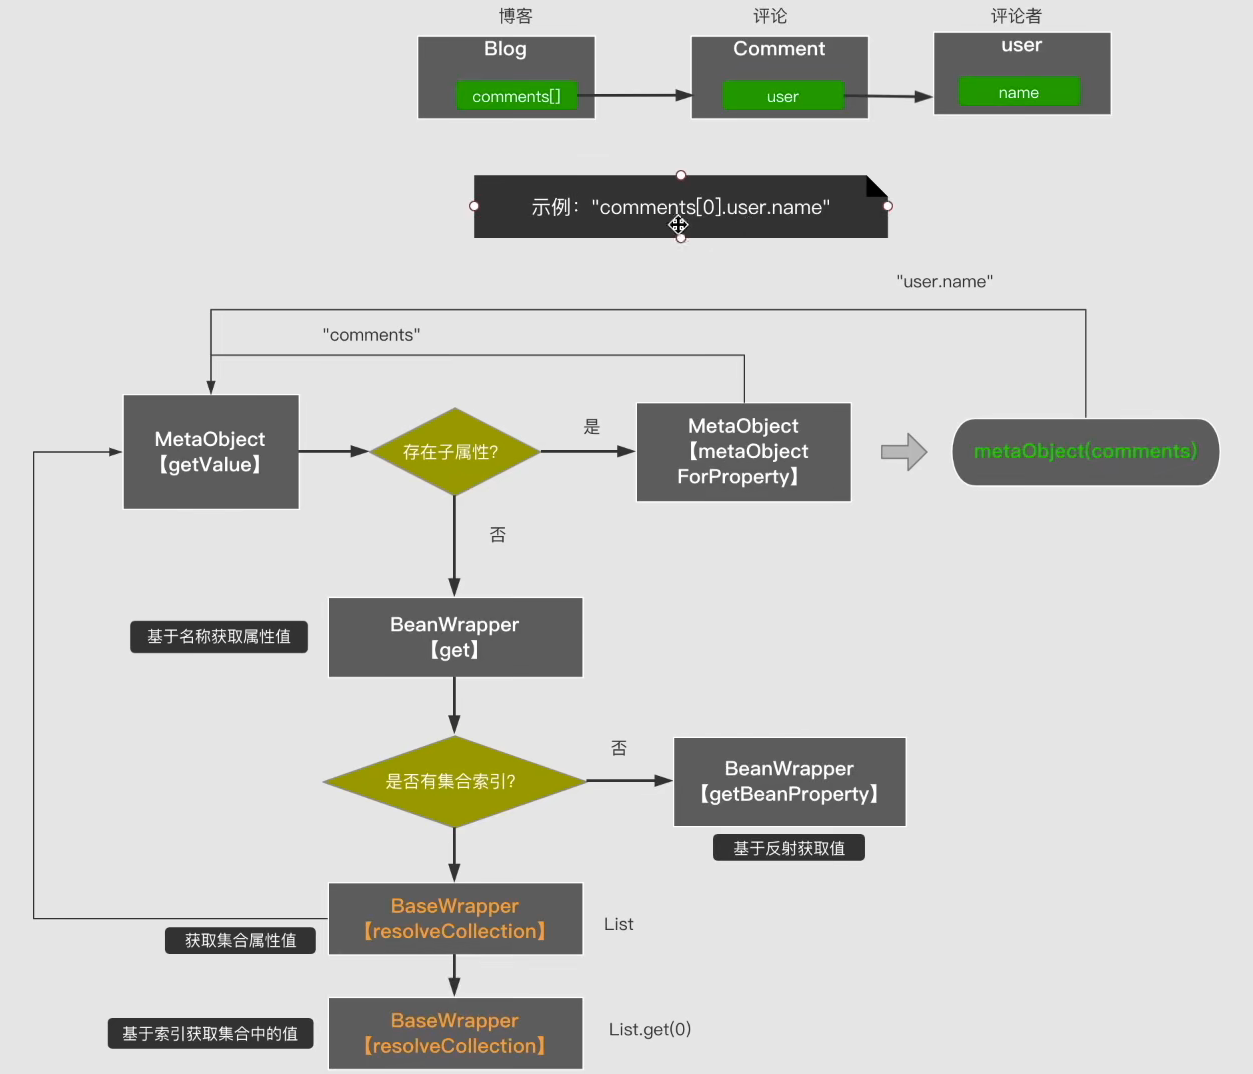 博客
评论
评论者
Blog
Comment
user
comments[]
user
name
示例："comments[0].user.name"
"user.name"
"comments"
MetaObject
【getValue】
存在子属性?
是
MetaObject
【metaObject
ForProperty】
metaObject(comments)
否
基于名称获取属性值
BeanWrapper
【get】
是否有集合索引?
否
BeanWrapper
【getBeanProperty】
基于反射获取值
BaseWrapper
【resolveCollection】
List
获取集合属性值
基于索引获取集合中的值
BaseWrapper
【resolveCollection】
List.get(0)